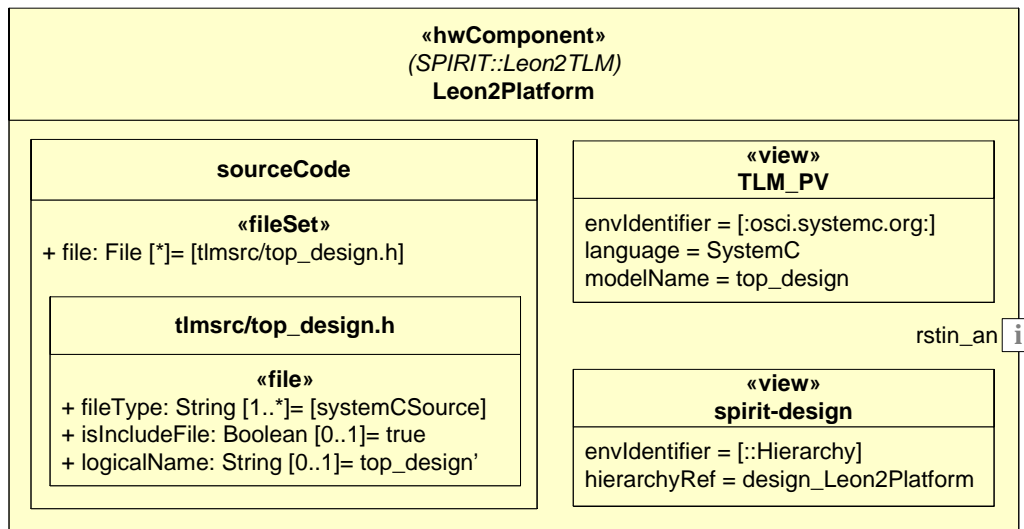 «hwComponent»
(SPIRIT::Leon2TLM)
Leon2Platform
sourceCode
«fileSet»
+ file: File [*]= [tlmsrc/top_design.h]
tlmsrc/top_design.h
«file»
+ fileType: String [1..*]= [systemCSource]
+ isIncludeFile: Boolean [0..1]= true
+ logicalName: String [0..1]= top_design’
«view»
TLM_PV
envIdentifier = [:osci.systemc.org:]
language = SystemC
modelName = top_design
rstin_an i
«view»
spirit-design
envIdentifier = [::Hierarchy]
hierarchyRef = design_Leon2Platform